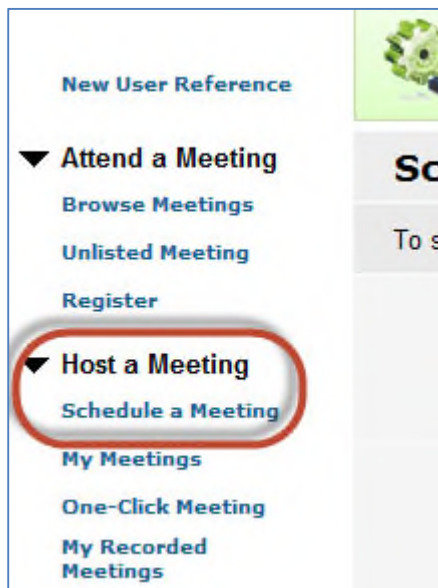 New User Reference
Attend a Meeting
Browse Meetings
Unlisted Meeting
Register
Host a Meeting
Schedule a Meeting
My Meetings
One-Click Meeting
My Recorded
Meetings
To s